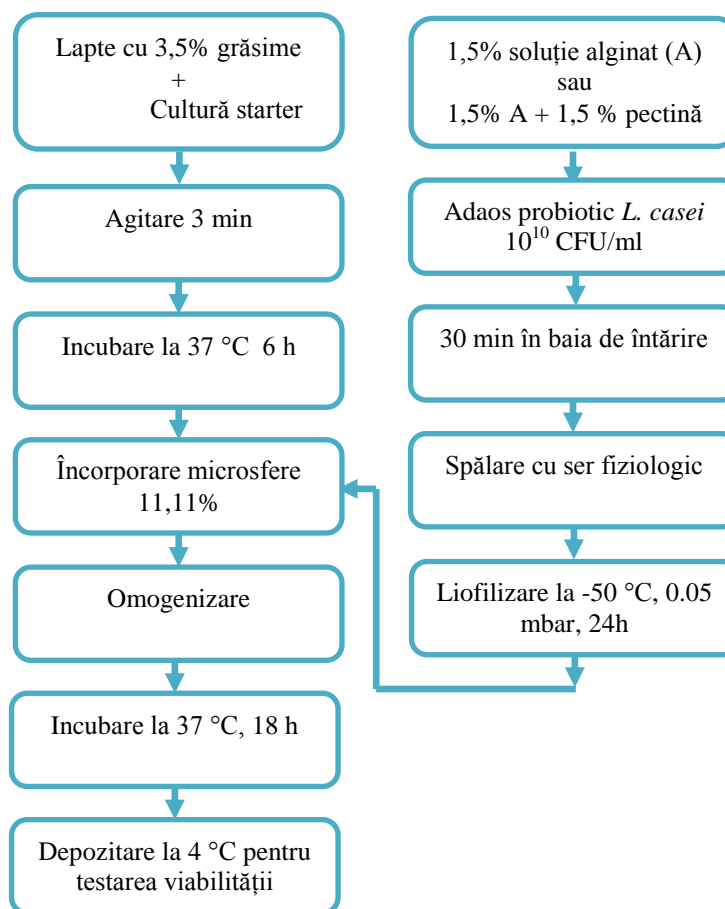 Lapte cu 3,5% grăsime
+
Cultură starter
Agitare 3 min
Incubare la 37 °C 6 h
Încorporare microsfere
11,11%
Omogenizare
Incubare la 37 °C, 18 h
Depozitare la 4 °C pentru
testarea viabilității
1,5% soluție alginat (A)
sau
1,5% A + 1,5 % pectină
Adaos probiotic L. casei
10¹⁰ CFU/ml
30 min în baia de întărire
Spălare cu ser fiziologic
Liofilizare la -50 °C, 0.05
mbar, 24h